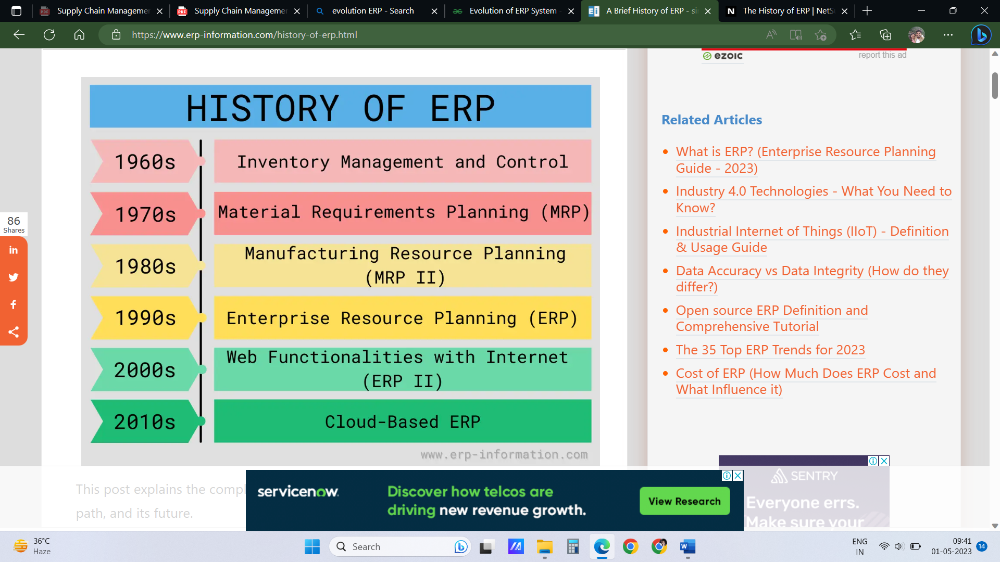 Supply Chain Manageme
Supply Chain Manageme
evolution ERP - Search
Evolution of ERP System -
A Brief History of ERP - si
The History of ERP | NetS
https://www.erp-information.com/history-of-erp.html
ezoic
report this ad
HISTORY OF ERP
1960s
Inventory Management and Control
1970s
Material Requirements Planning (MRP)
1980s
Manufacturing Resource Planning
(MRP II)
1990s
Enterprise Resource Planning (ERP)
2000s
Web Functionalities with Internet
(ERP II)
2010s
Cloud-Based ERP
www.erp-information.com
86
Shares
Related Articles
What is ERP? (Enterprise Resource Planning
Guide - 2023)
Industry 4.0 Technologies - What You Need to
Know?
Industrial Internet of Things (IIoT) - Definition
& Usage Guide
Data Accuracy vs Data Integrity (How do they
differ?)
Open source ERP Definition and
Comprehensive Tutorial
The 35 Top ERP Trends for 2023
Cost of ERP (How Much Does ERP Cost and
What Influence it)
This post explains the compl
path, and its future.
servicenow.
Discover how telcos are
driving new revenue growth.
View Research
SENTRY
Everyone errs.
Make sure your
36°C
Haze
Search
ENG
IN
09:41
01-05-2023
14